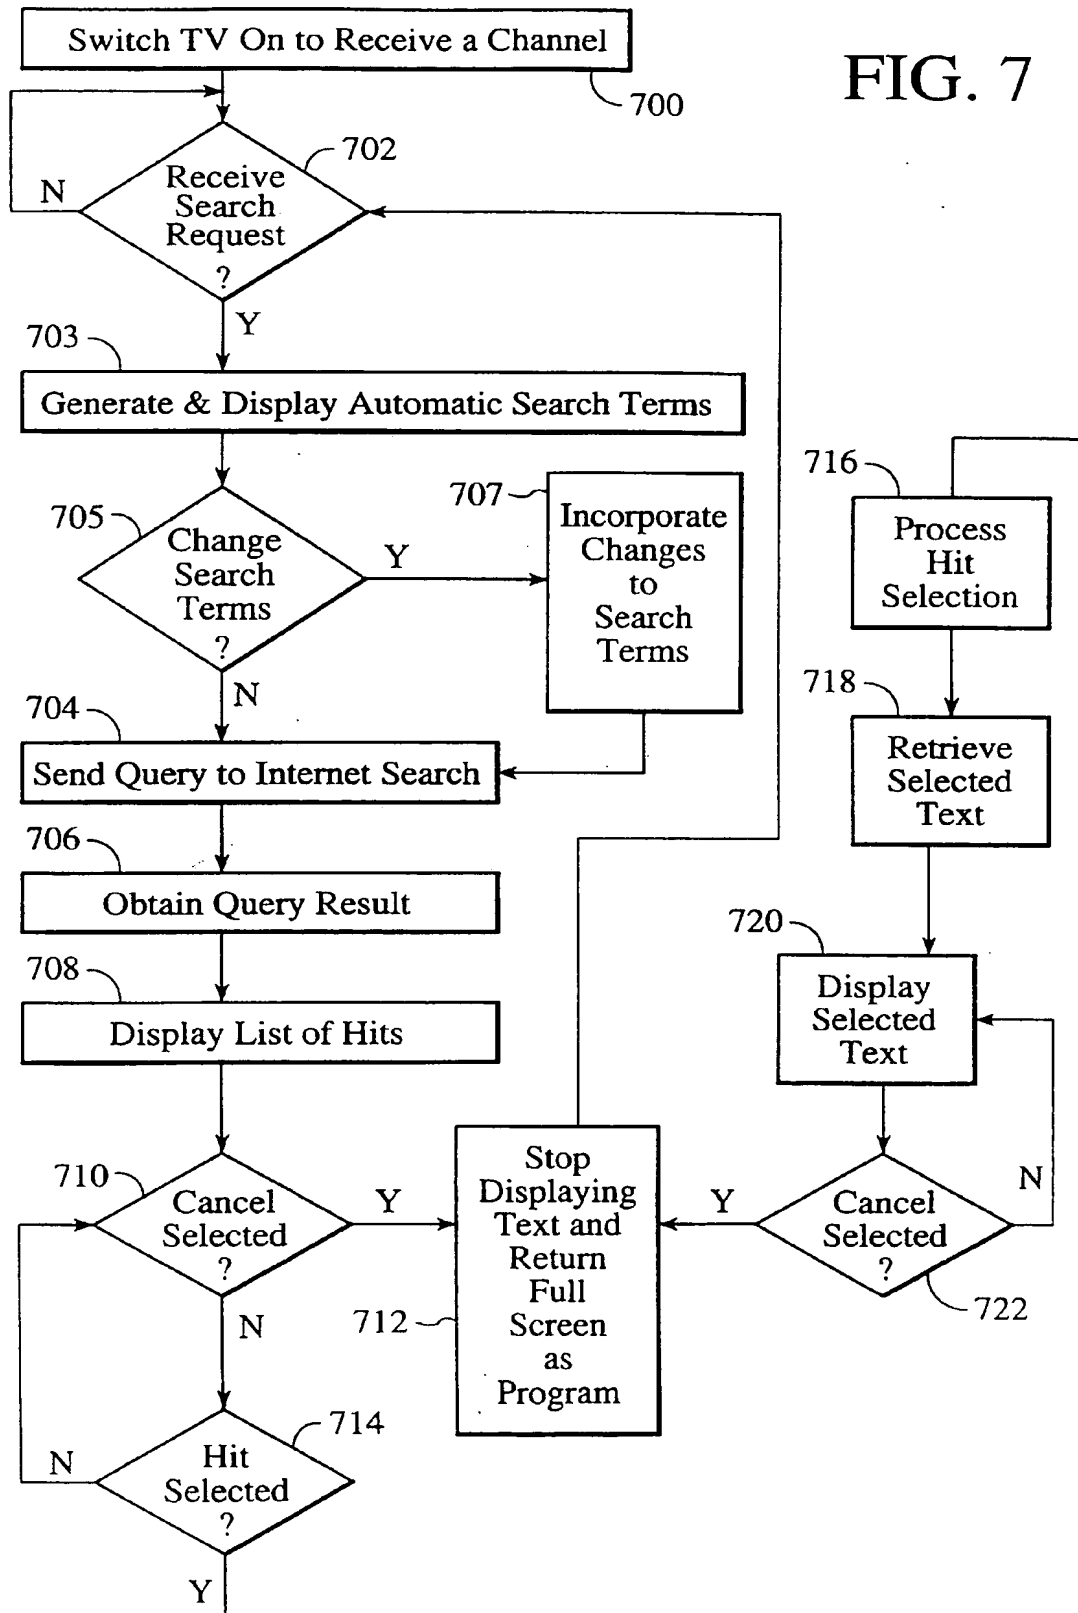 Switch TV On to Receive a Channel
700
FIG. 7
702
Receive
Search
Request
?
N
Y
703
Generate & Display Automatic Search Terms
705
Change
Search
Terms
?
Y
N
707
Incorporate
Changes
to
Search
Terms
704
Send Query to Internet Search
706
Obtain Query Result
708
Display List of Hits
710
Cancel
Selected
?
Y
N
712
Stop
Displaying
Text and
Return
Full
Screen
as
Program
714
Hit
Selected
?
N
Y
716
Process
Hit
Selection
718
Retrieve
Selected
Text
720
Display
Selected
Text
Cancel
Selected
?
Y
N
722